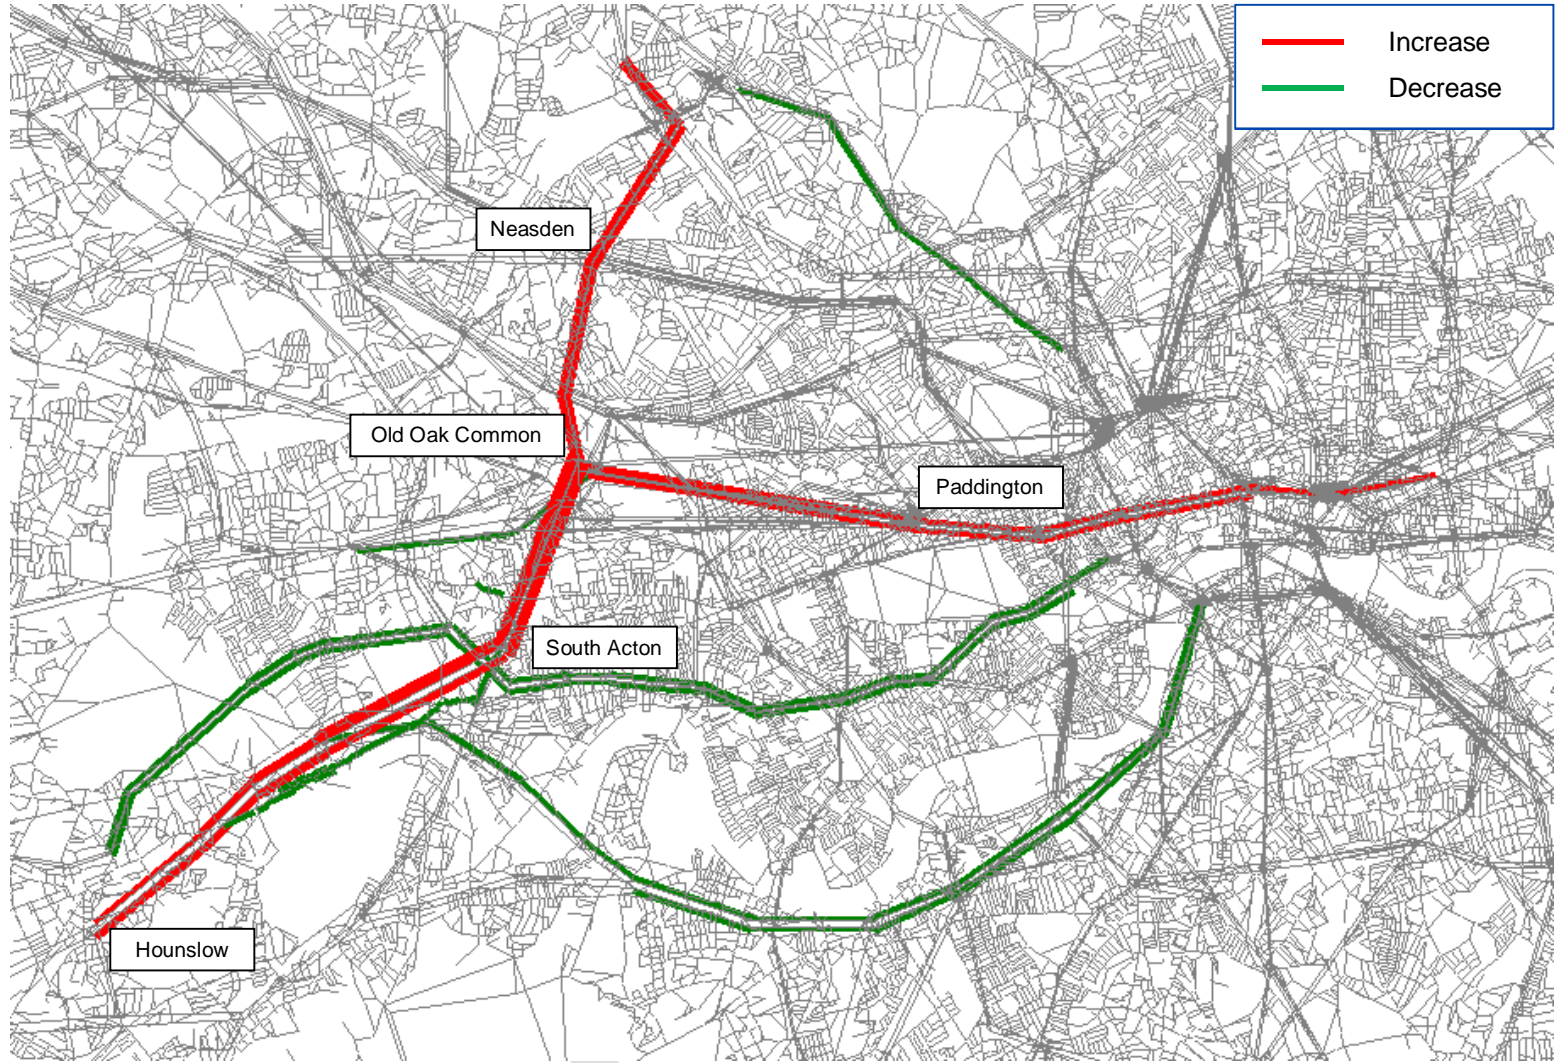 Increase
Decrease
Neasden
Old Oak Common
Paddington
South Acton
Hounslow